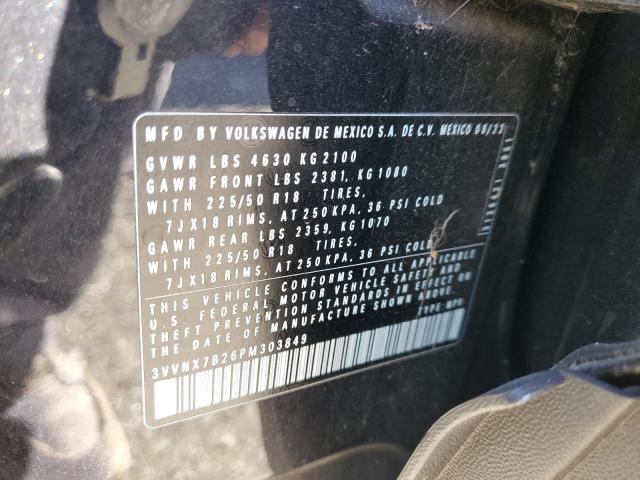 MFD BY VOLKSWAGEN DE MEXICO S.A. DE C.V. MEXICO 08/22
GVWR LBS 4630 KG 2100
GAWR FRONT LBS 2381, KG 1080
WITH 225/50 R18 TIRES,
7JX18 RIMS, AT 250 KPA, 36 PSI COLD
GAWR REAR LBS 2359, KG 1070
WITH 225/50 R18 TIRES,
7JX18 RIMS, AT 250 KPA, 36 PSI COLD
THIS VEHICLE CONFORMS TO ALL APPLICABLE
U.S. FEDERAL MOTOR VEHICLE SAFETY AND
THEFT PREVENTION STANDARDS IN EFFECT ON
DATE OF MANUFACTURE SHOWN ABOVE
TYPE: MPV
3VVNX7B26PM303849